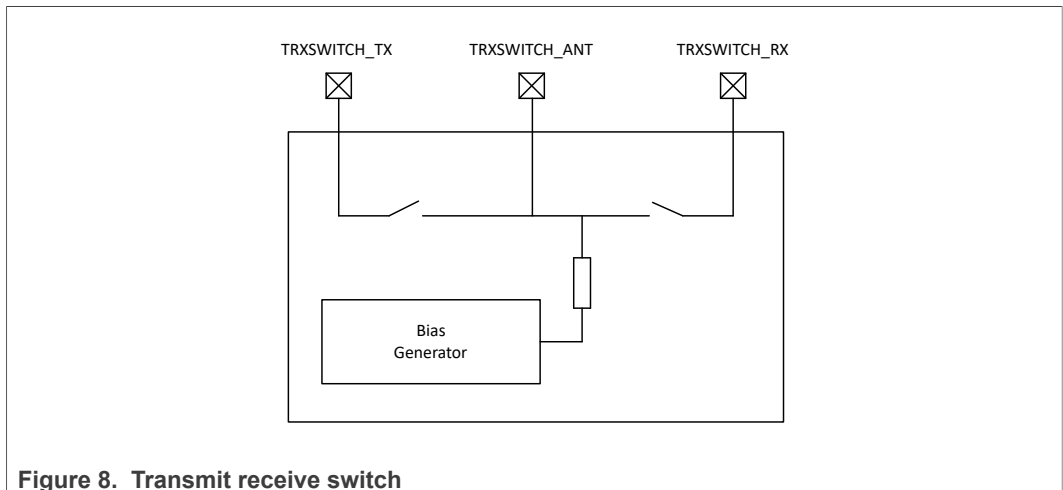 TRXSWITCH_TX TRXSWITCH_ANT TRXSWITCH_RX
Bias
Generator
Figure 8. Transmit receive switch